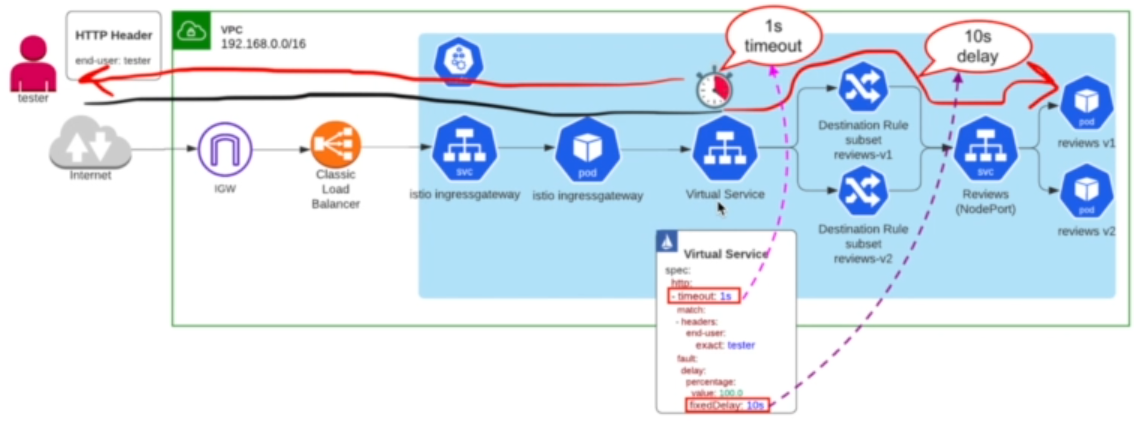 HTTP Header
end-user: tester
tester
VPC
192.168.0.0/16
1s
timeout
10s
delay
Internet
IGW
Classic
Load
Balancer
svc
istio ingressgateway
pod
istio ingressgateway
Virtual Service
Destination Rule
subset
reviews-v1
Destination Rule
subset
reviews-v2
svc
Reviews
(NodePort)
pod
reviews v1
pod
reviews v2
Virtual Service
spec:
http:
- timeout: 1s
match:
- headers:
end-user:
exact: tester
fault:
delay:
percentage:
value: 100.0
fixedDelay: 10s